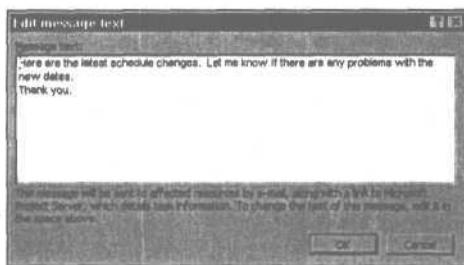 Edit message text
Message text:
Here are the latest schedule changes. Let me know if there are any problems with the
new dates.
Thank you.
The message will be sent to affected resources by e-mail, along with a link to Microsoft
Project Server, which details task information. To change the text of this message, edit it in
the space above.
OK
Cancel